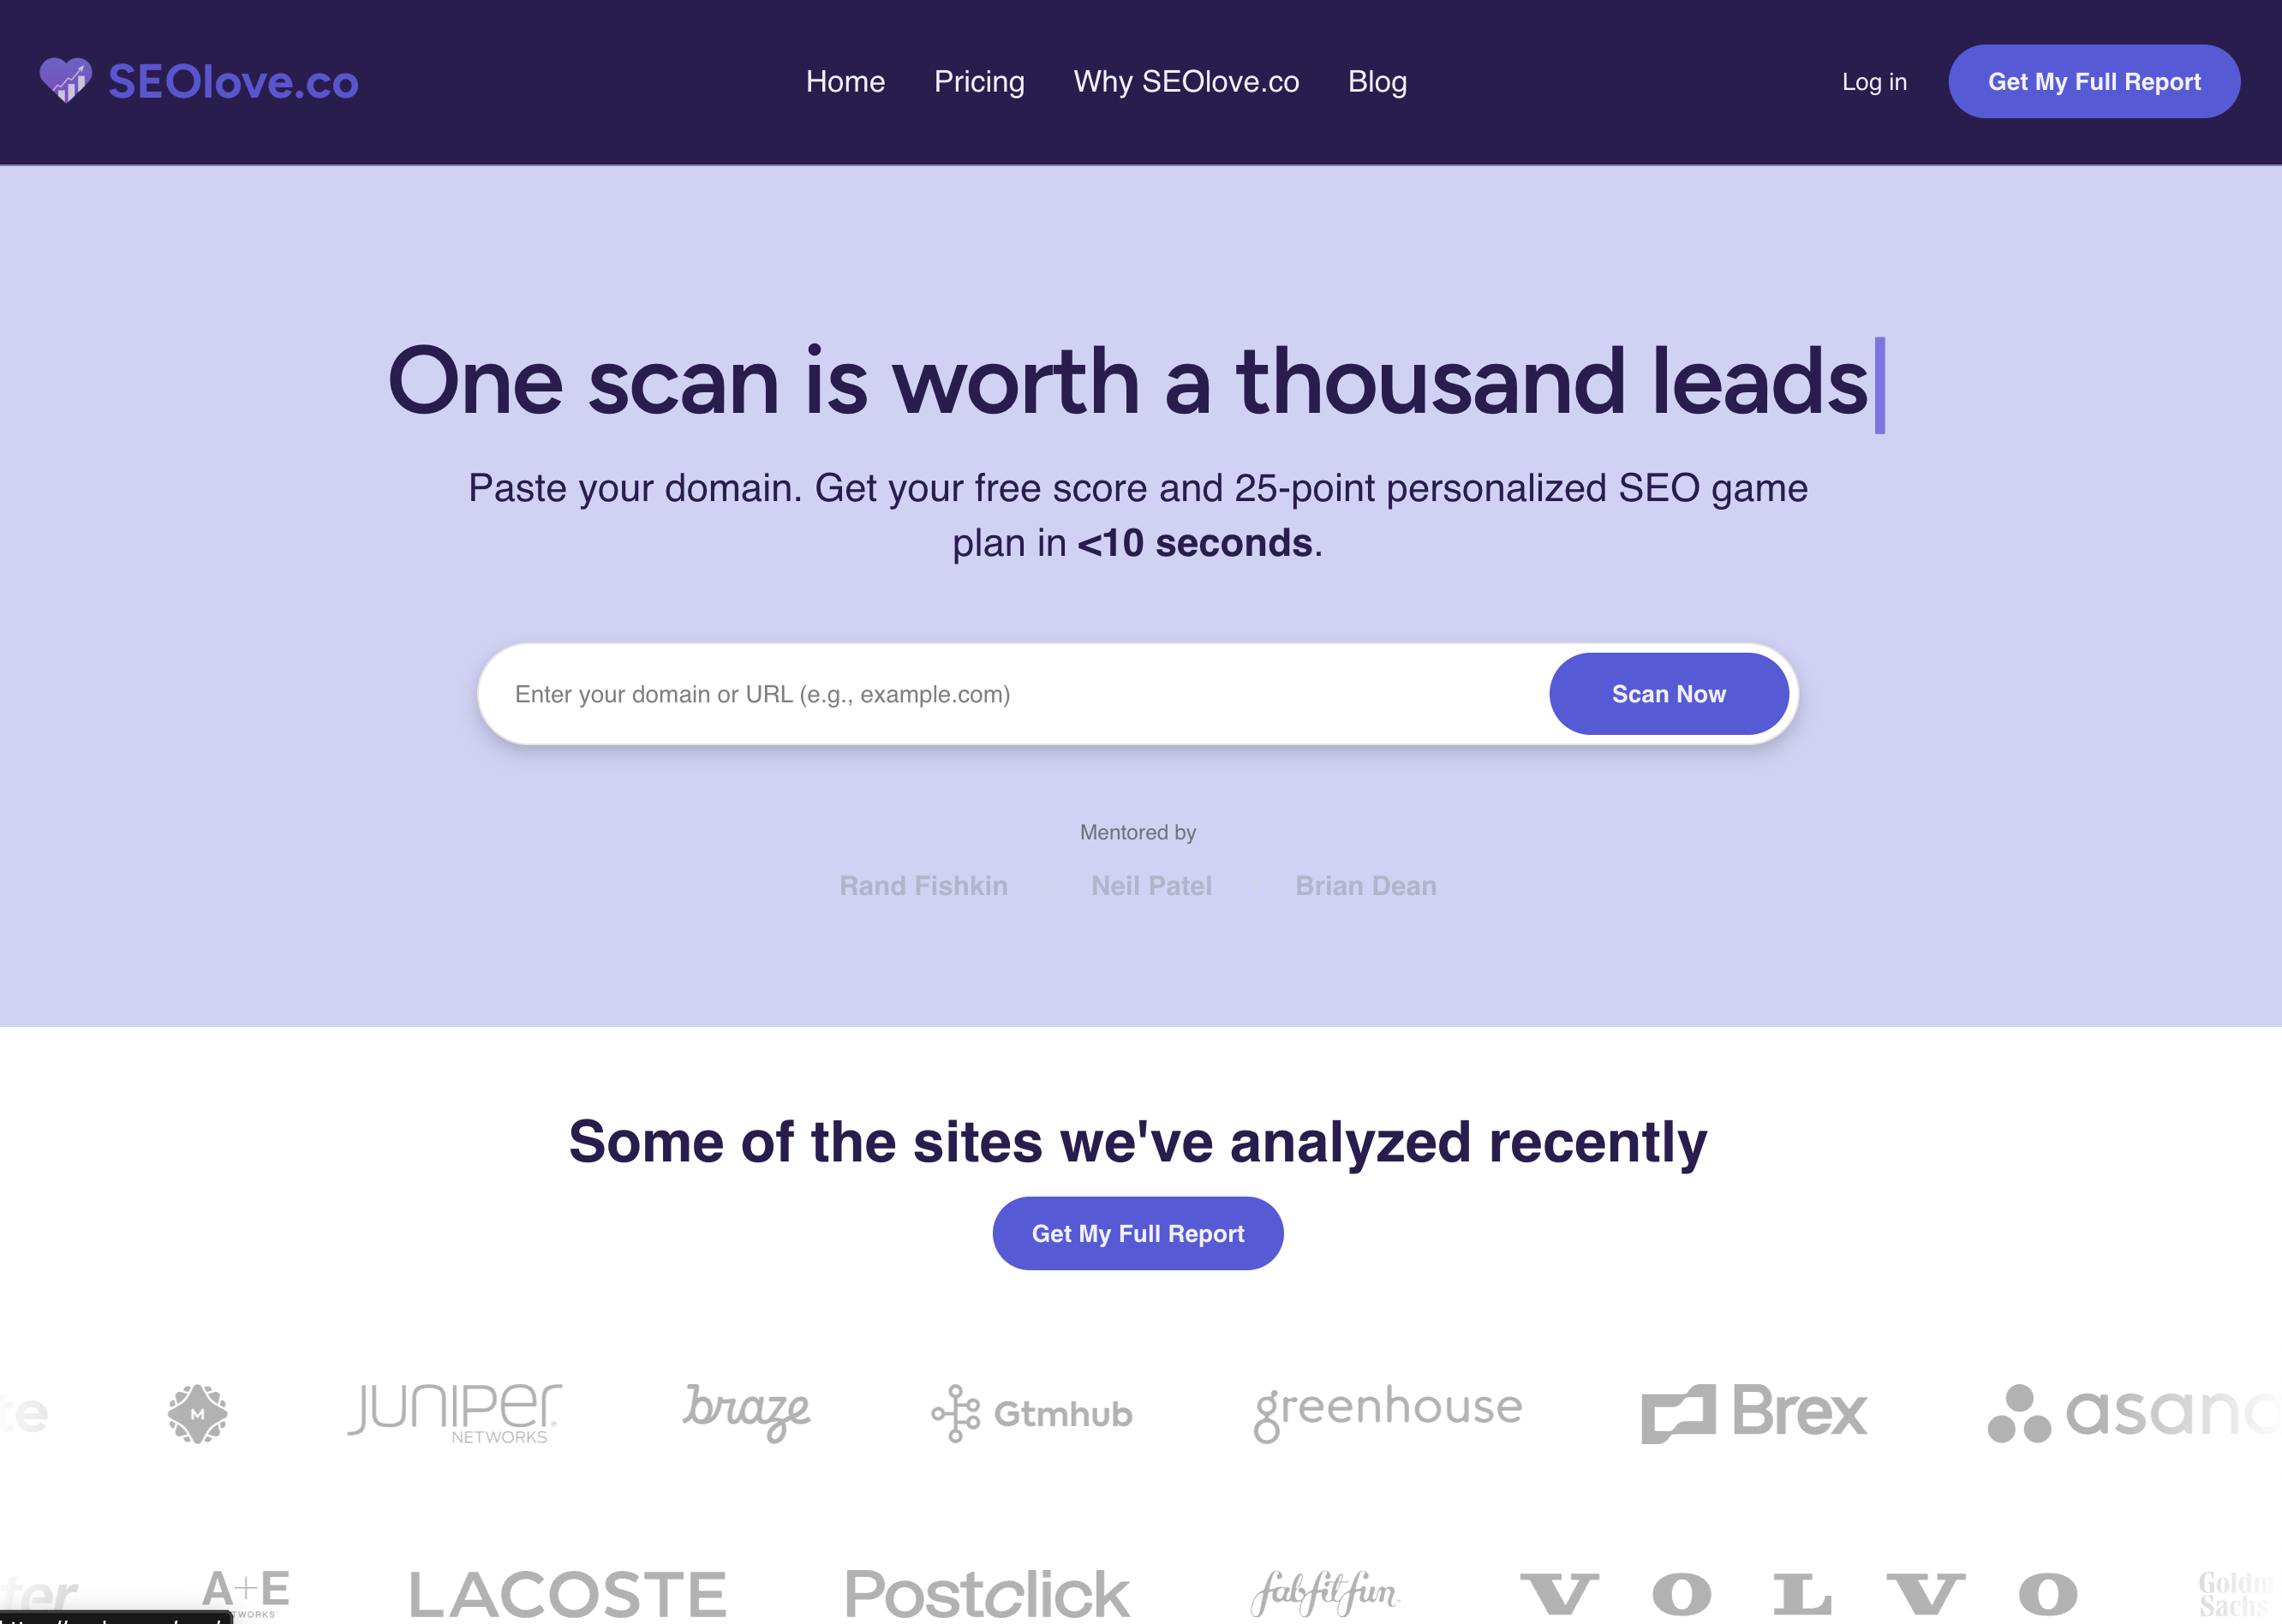 SEOlove.co
Home Pricing Why SEOlove.co Blog
Log in Get My Full Report
One scan is worth a thousand leads
Paste your domain. Get your free score and 25-point personalized SEO game
plan in <10 seconds.
Enter your domain or URL (e.g., example.com) Scan Now
Mentored by
Rand Fishkin Neil Patel Brian Dean
Some of the sites we've analyzed recently
Get My Full Report
te M JUNIPEr NETWORKS braze Gtmhub greenhouse Brex asana
ter A+E LACOSTE Postclick fabfitfun VOLVO Goldm
Sachs